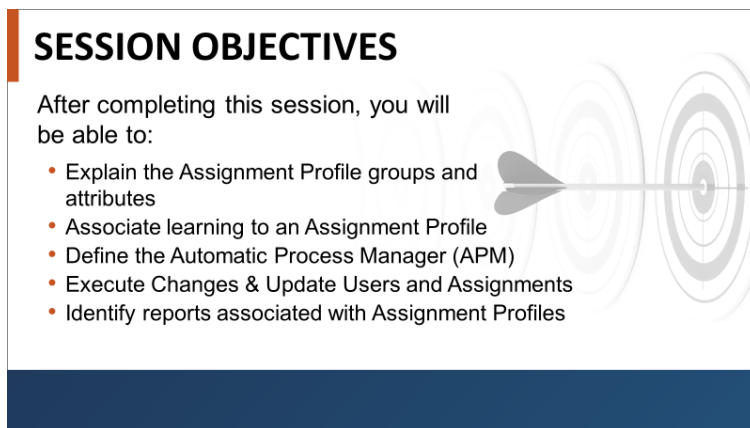 SESSION OBJECTIVES
After completing this session, you will
be able to:
• Explain the Assignment Profile groups and
attributes
• Associate learning to an Assignment Profile
• Define the Automatic Process Manager (APM)
• Execute Changes & Update Users and Assignments
• Identify reports associated with Assignment Profiles